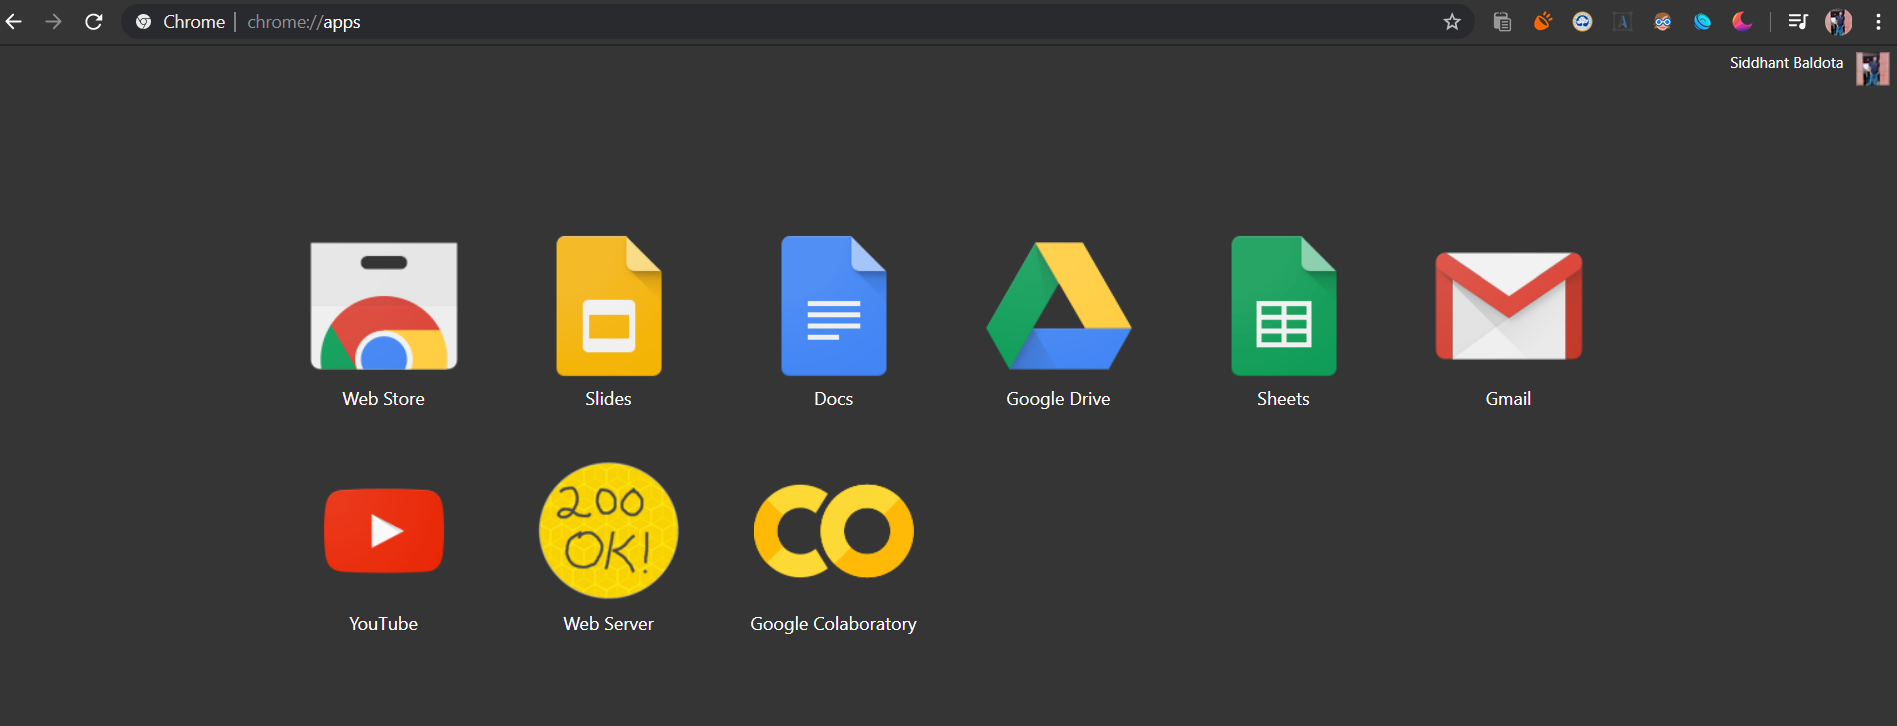 Chrome | chrome://apps
Siddhant Baldota
Web Store
Slides
Docs
Google Drive
Sheets
Gmail
200
OK!
YouTube
Web Server
Google Colaboratory